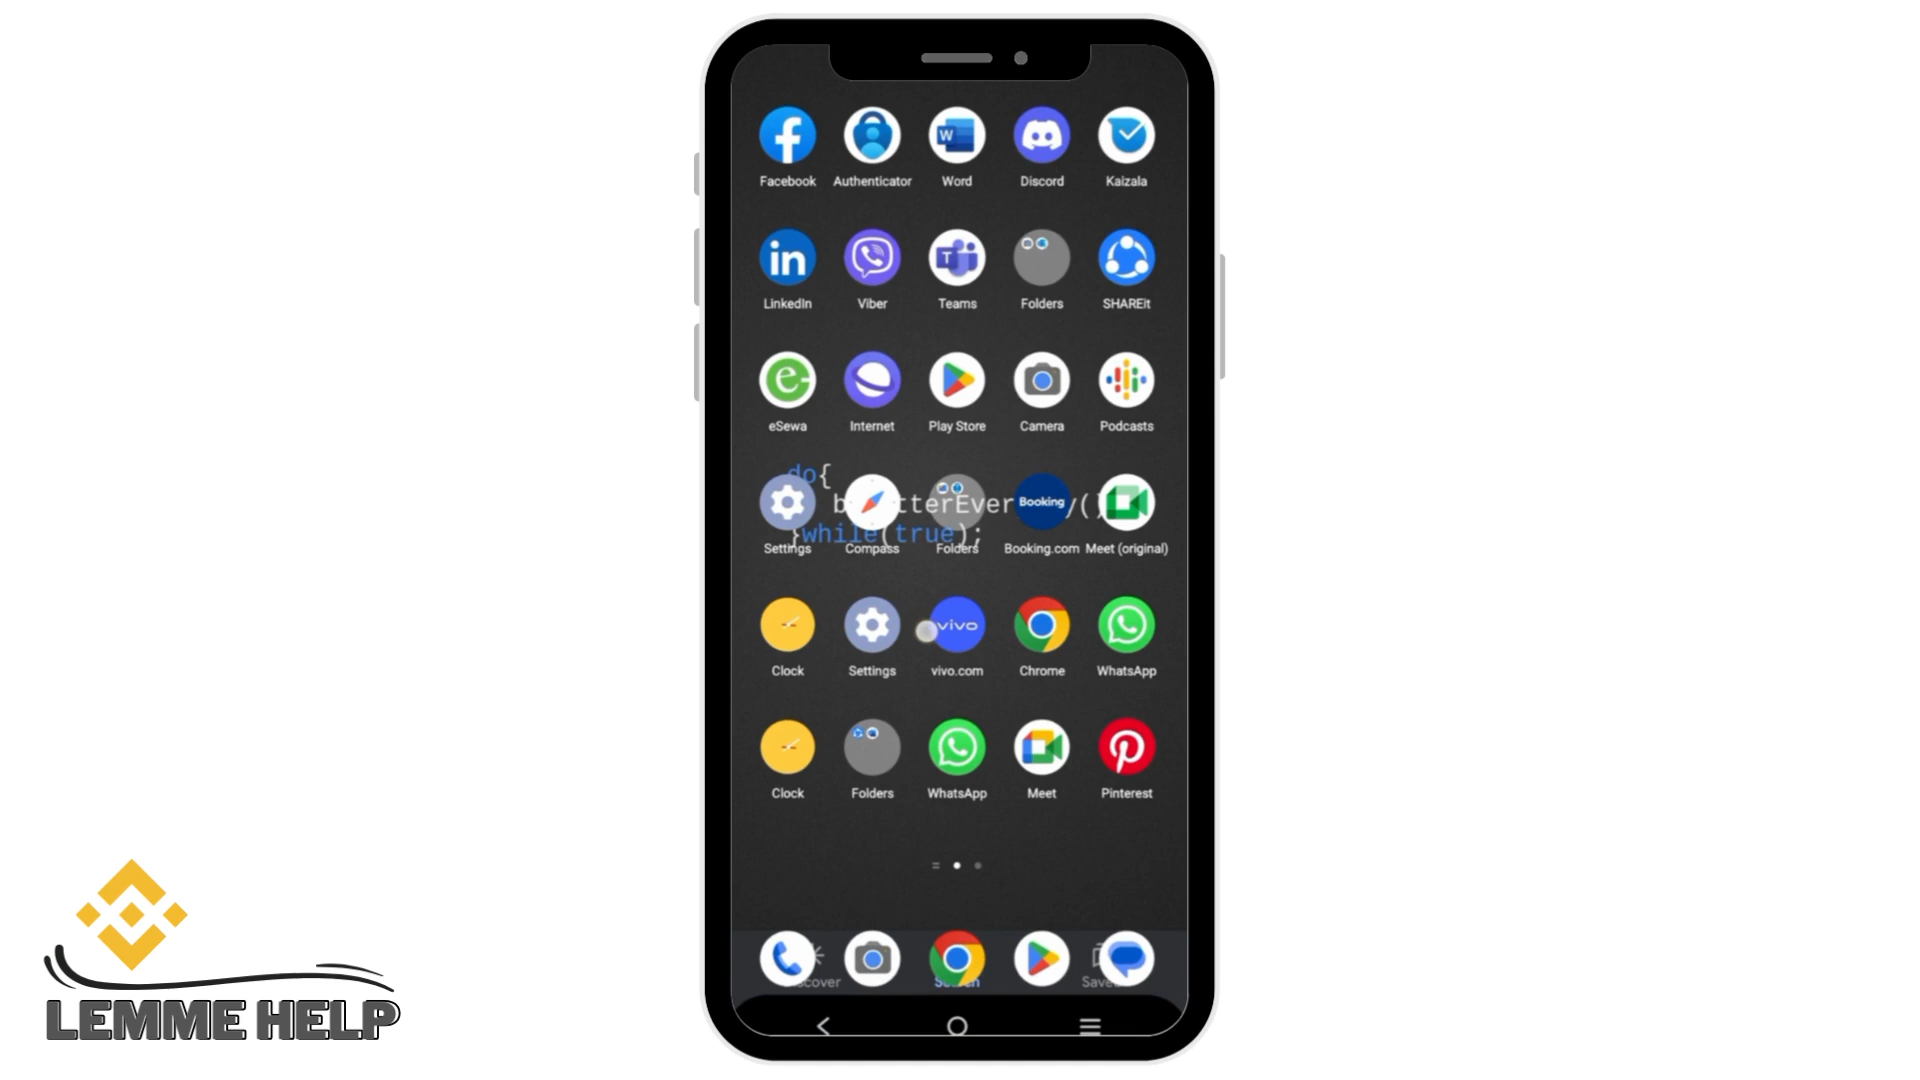 Facebook Authenticator Word Discord Kaizala
LinkedIn Viber Teams Folders SHAREit
eSewa Internet Play Store Camera Podcasts
do{
Booking
}while(true);
Settings Compass Folders Booking.com Meet (original)
vivo
Clock Settings vivo.com Chrome WhatsApp
Clock Folders WhatsApp Meet Pinterest
LEMME HELP